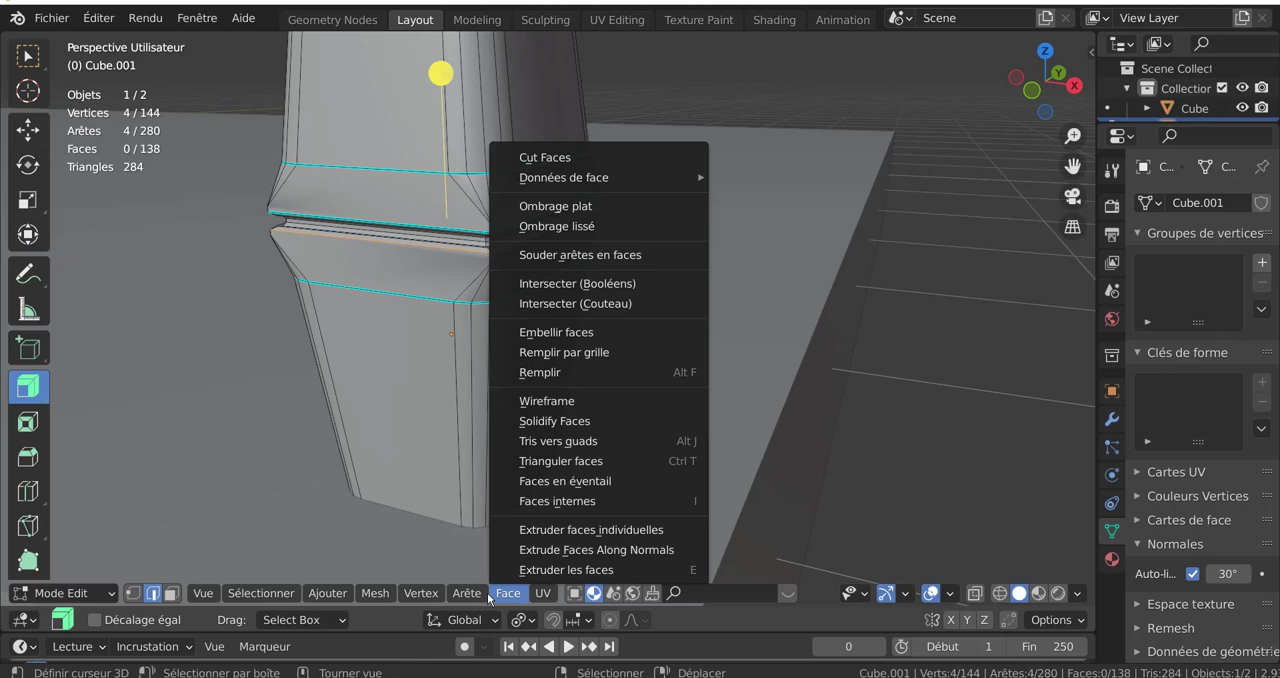 Fichier Éditer Rendu Fenêtre Aide Geometry Nodes Layout Modeling Sculpting UV Editing Texture Paint Shading Animation Scene View Layer
Perspective Utilisateur
(0) Cube.001
Objets 1 / 2
Vertices 4 / 144
Arêtes 4 / 280
Faces 0 / 138
Triangles 284
Z
Y
X
Cut Faces
Données de face
Ombrage plat
Ombrage lissé
Souder arêtes en faces
Intersecter (Booléens)
Intersecter (Couteau)
Embellir faces
Remplir par grille
Remplir Alt F
Wireframe
Solidify Faces
Tris vers quads Alt J
Trianguler faces Ctrl T
Faces en éventail
Faces internes I
Extruder faces individuelles
Extrude Faces Along Normals
Extruder les faces E
Scene Collect
Collectior
Cube
C... C...
Cube.001
Groupes de vertices
Clés de forme
Cartes UV
Couleurs Vertices
Cartes de face
Normales
Auto-li... 30°
Espace texture
Remesh
Données de géométrie
Mode Edit Vue Sélectionner Ajouter Mesh Vertex Arête Face UV
Décalage égal Drag: Select Box Global X Y Z Options
Lecture Incrustation Vue Marqueur 0 Début 1 Fin 250
Définir curseur 3D Sélectionner par boîte Tourner vue Sélectionner Déplacer Cube.001 | Verts:4/144 | Arêtes:4/280 | Faces:0/138 | Tris:284 | Objets:1/2 | 2.9